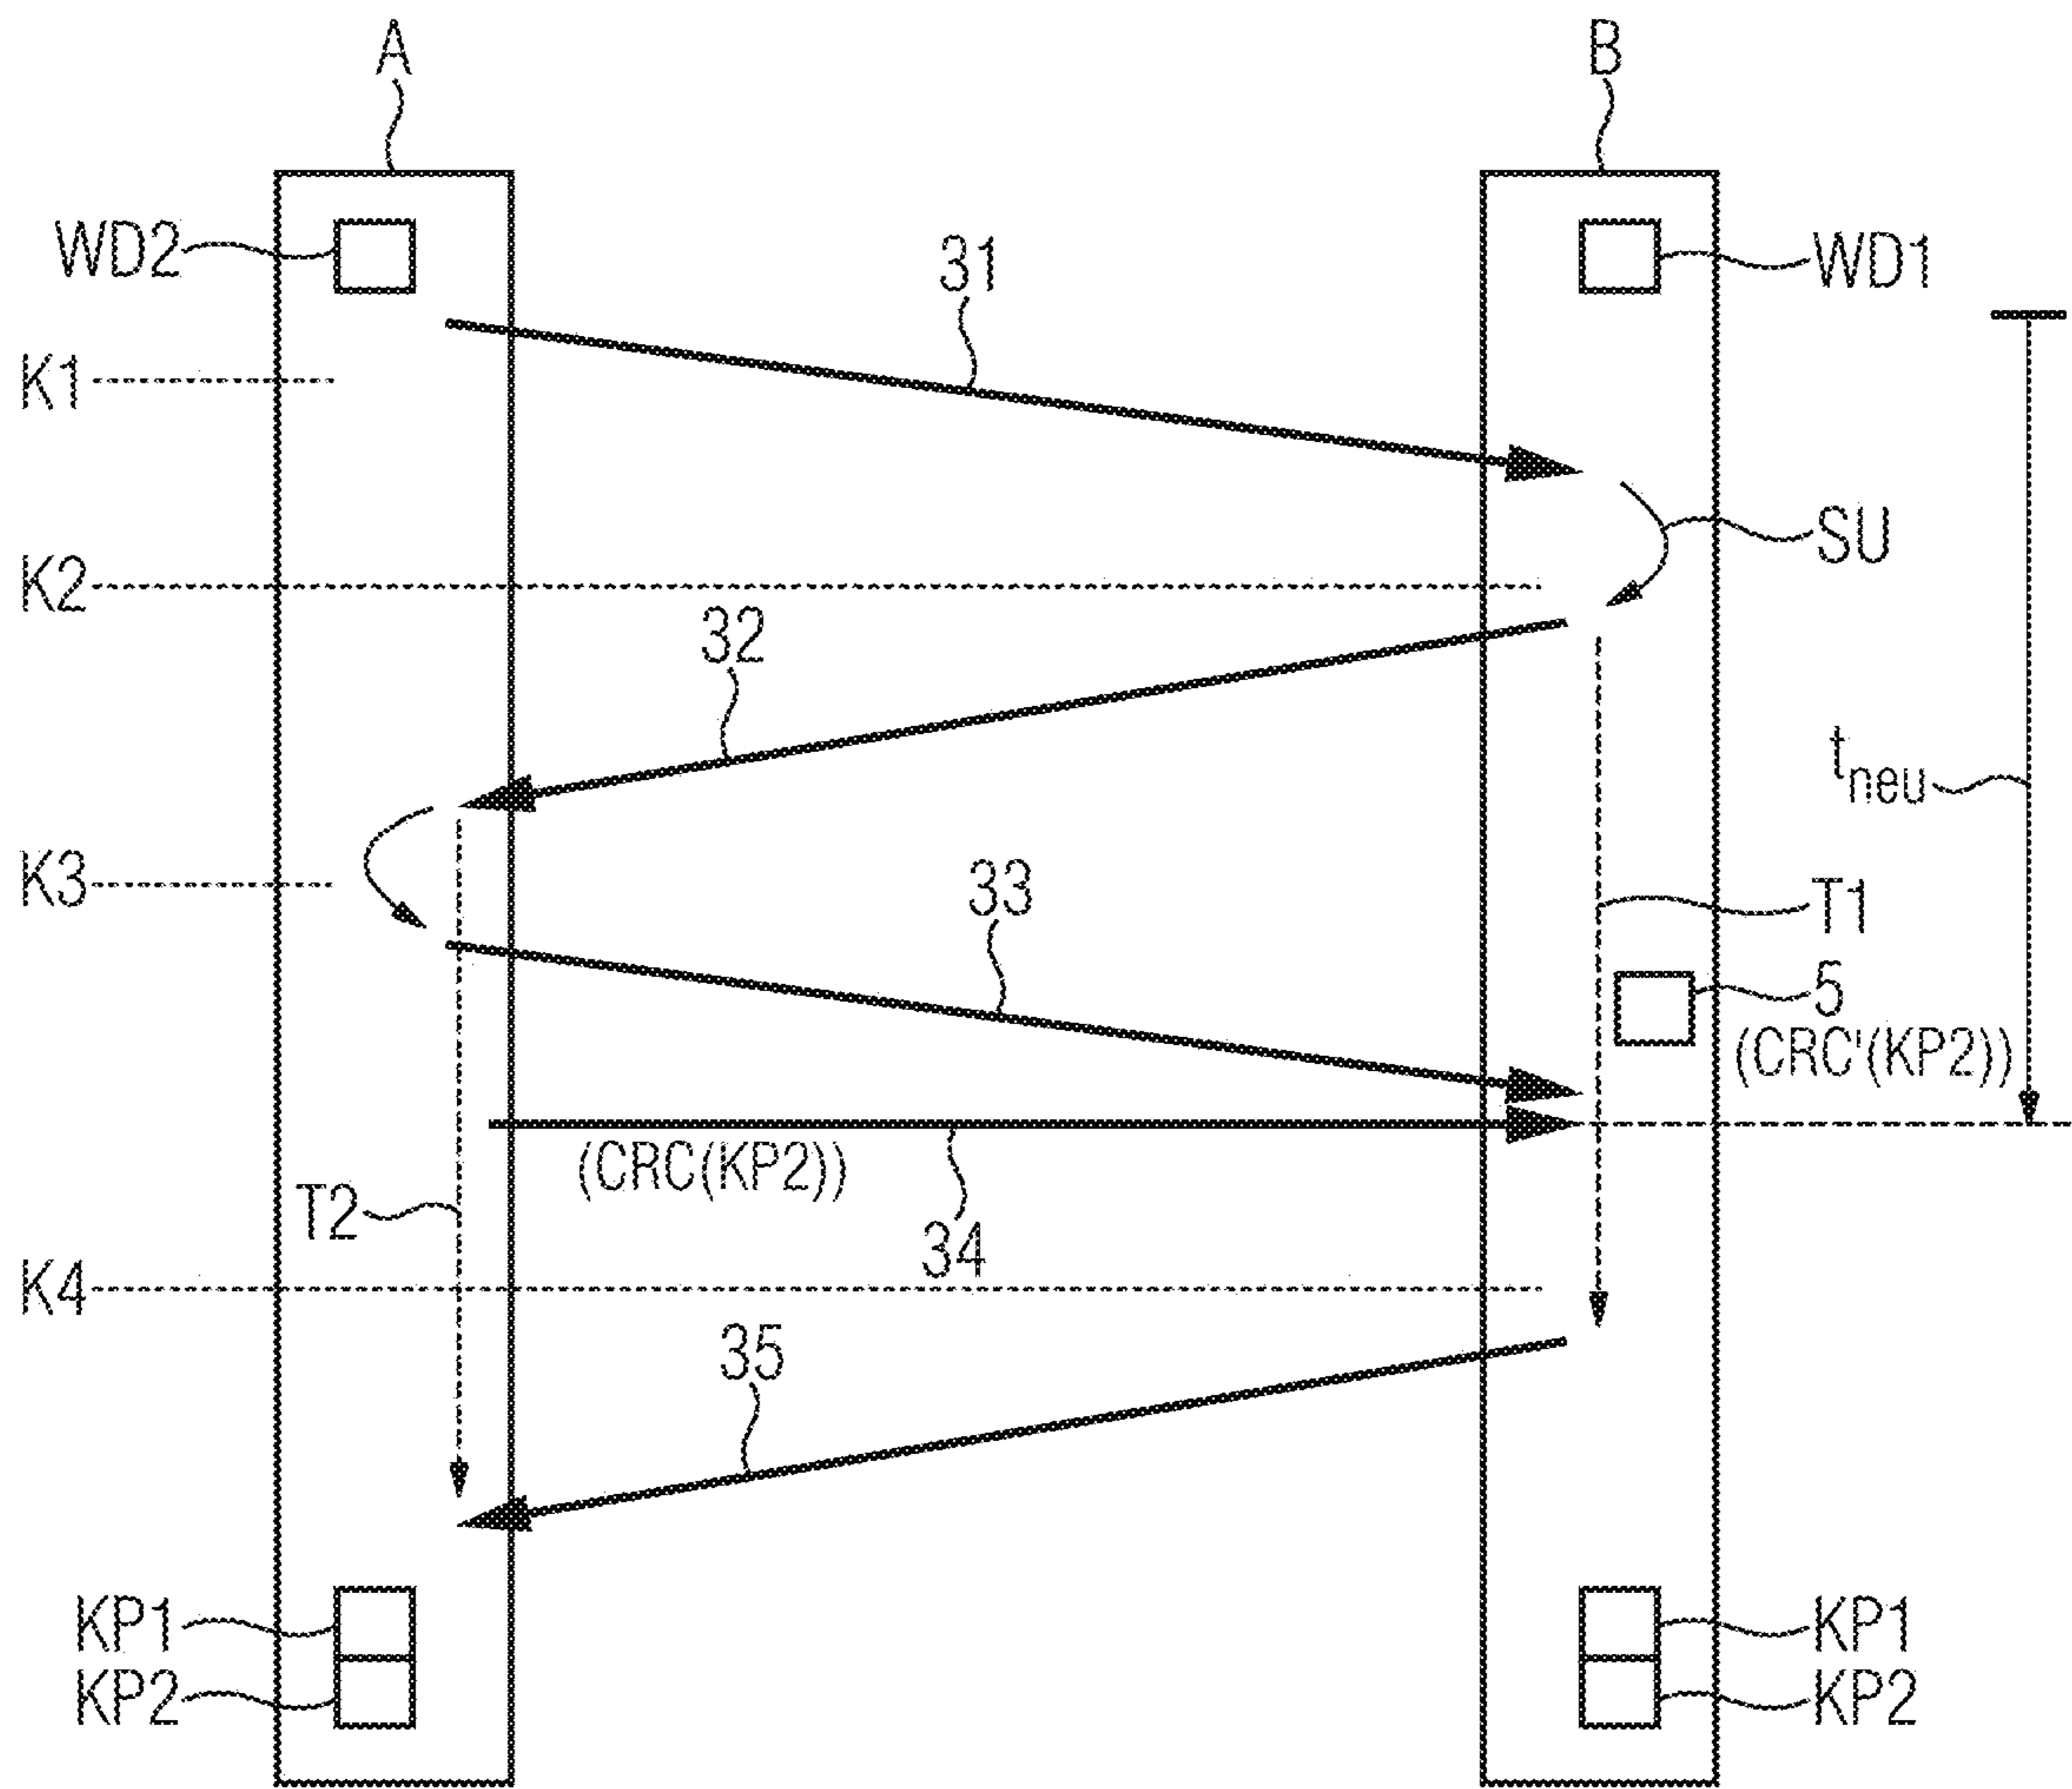 A
B
WD2
31
WD1
K1
SU
K2
32
t_neu
K3
33
T1
5
(CRC'(KP2))
(CRC(KP2))
T2
34
K4
35
KP1
KP1
KP2
KP2